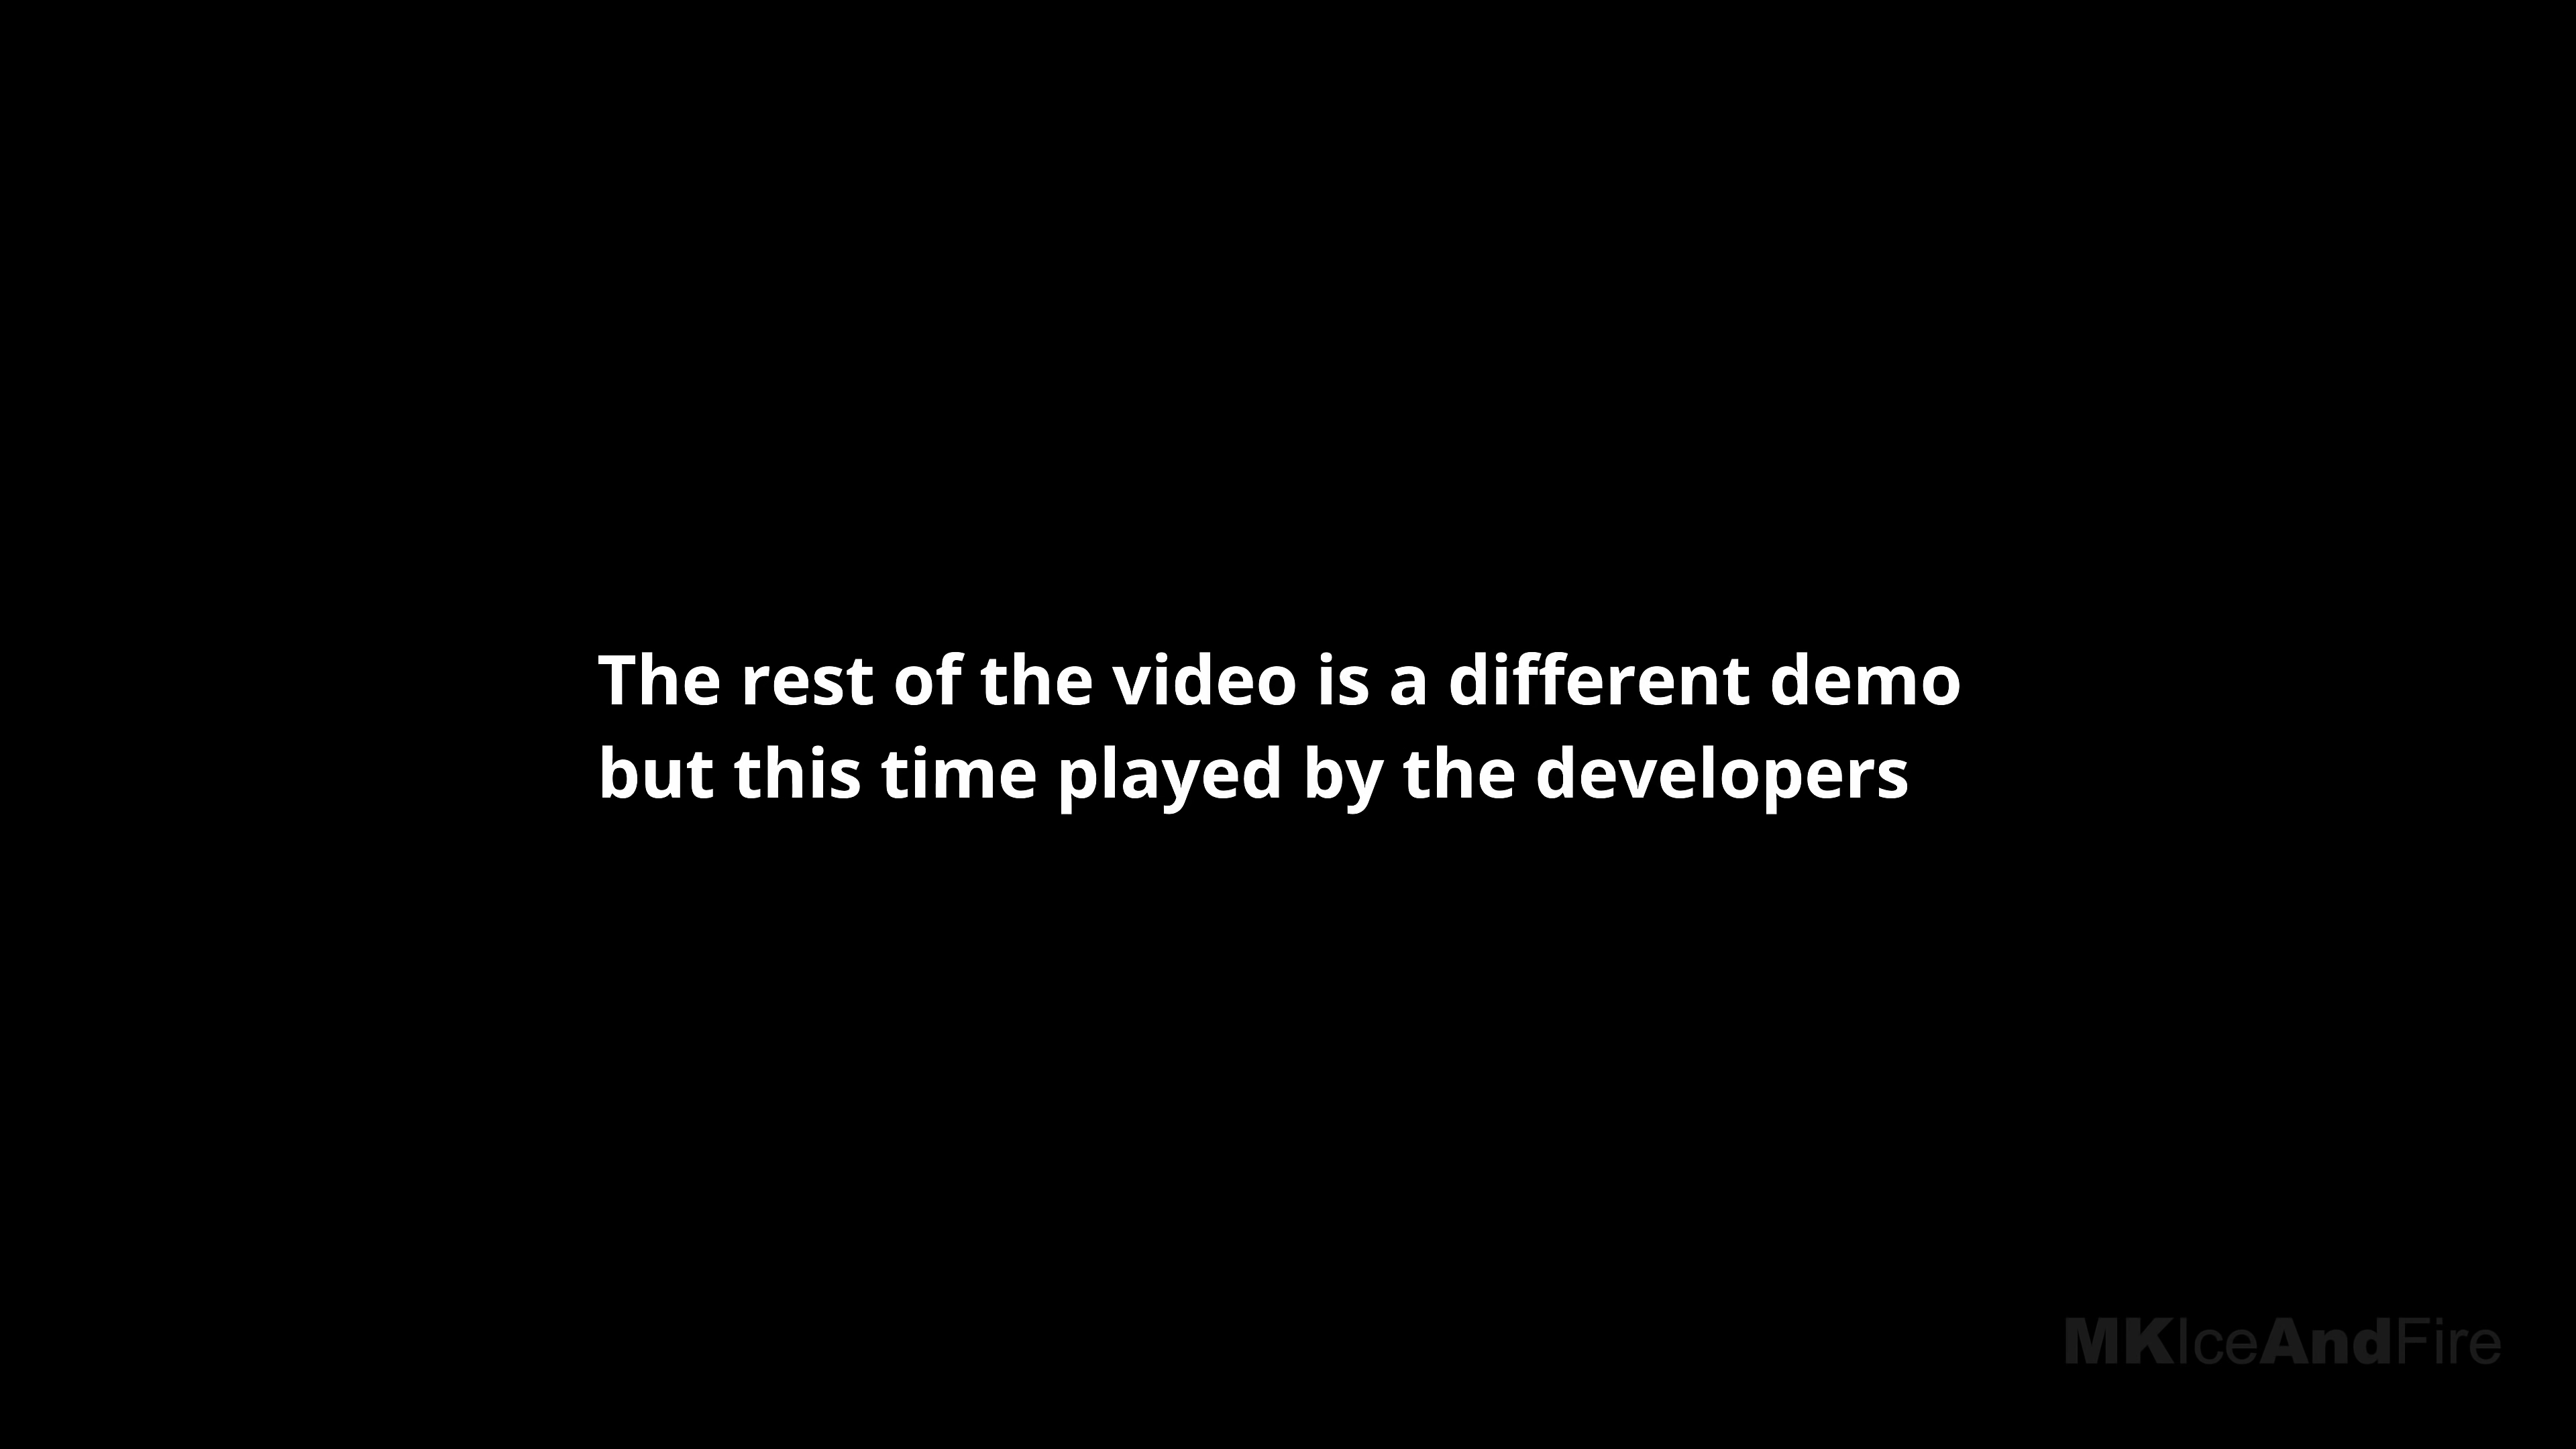 The rest of the video is a different demo
but this time played by the developers
MKIceAndFire